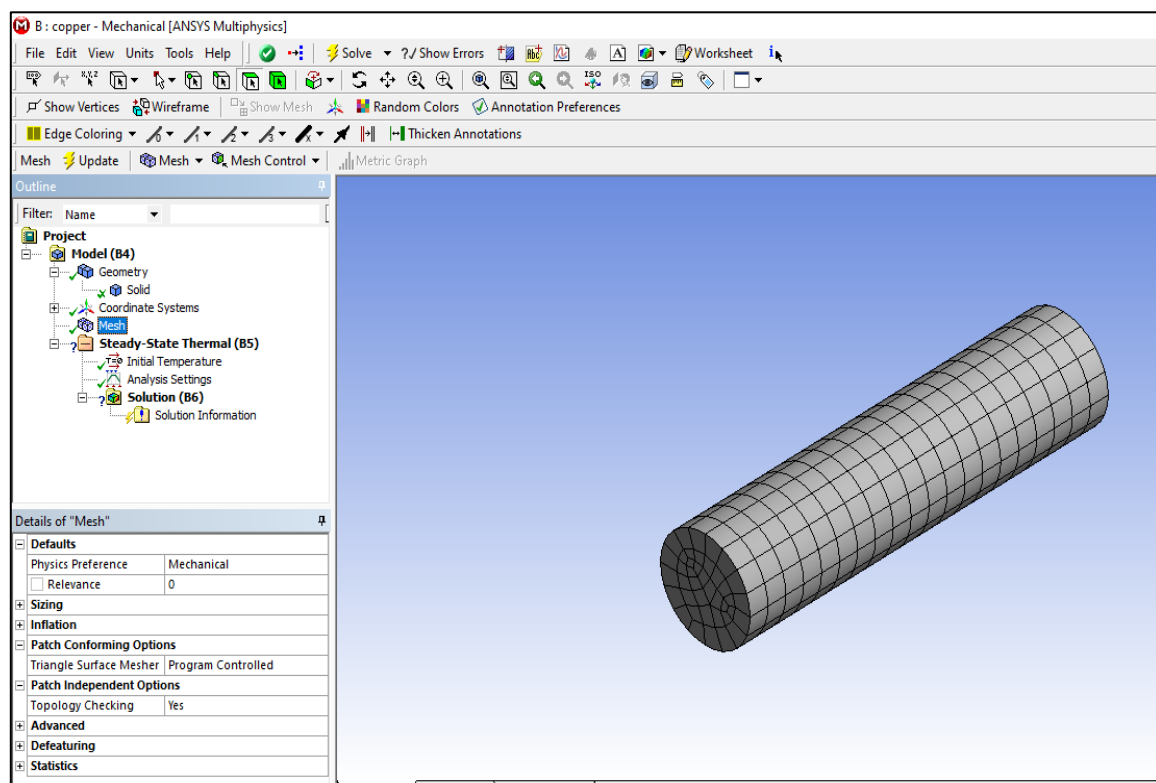 B : copper - Mechanical [ANSYS Multiphysics]
File Edit View Units Tools Help Solve ?/ Show Errors A Worksheet i
ISO
Show Vertices Wireframe Show Mesh Random Colors Annotation Preferences
Edge Coloring Thicken Annotations
Mesh Update Mesh Mesh Control Metric Graph
Outline
Filter: Name
Project
Model (B4)
Geometry
Solid
Coordinate Systems
Mesh
Steady-State Thermal (B5)
Initial Temperature
Analysis Settings
Solution (B6)
Solution Information
Details of "Mesh"
Defaults
Physics Preference Mechanical
Relevance 0
Sizing
Inflation
Patch Conforming Options
Triangle Surface Mesher Program Controlled
Patch Independent Options
Topology Checking Yes
Advanced
Defeaturing
Statistics